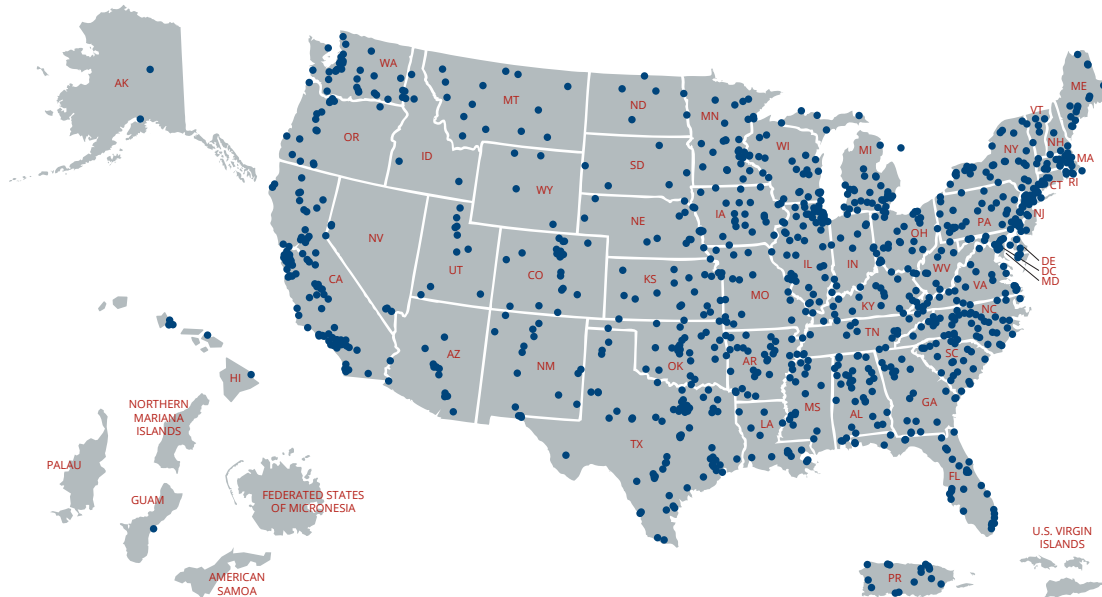 AK
WA
MT
ND
MN
ME
VT
NH
OR
ID
SD
WI
MI
NY
MA
WY
CT
RI
NE
IA
PA
NJ
NV
OH
UT
CO
KS
IL
IN
WV
DE
DC
MD
CA
MO
KY
VA
NC
TN
AZ
NM
OK
AR
SC
HI
MS
AL
GA
NORTHERN
MARIANA
ISLANDS
LA
TX
PALAU
FL
GUAM
FEDERATED STATES
OF MICRONESIA
U.S. VIRGIN
ISLANDS
AMERICAN
SAMOA
PR